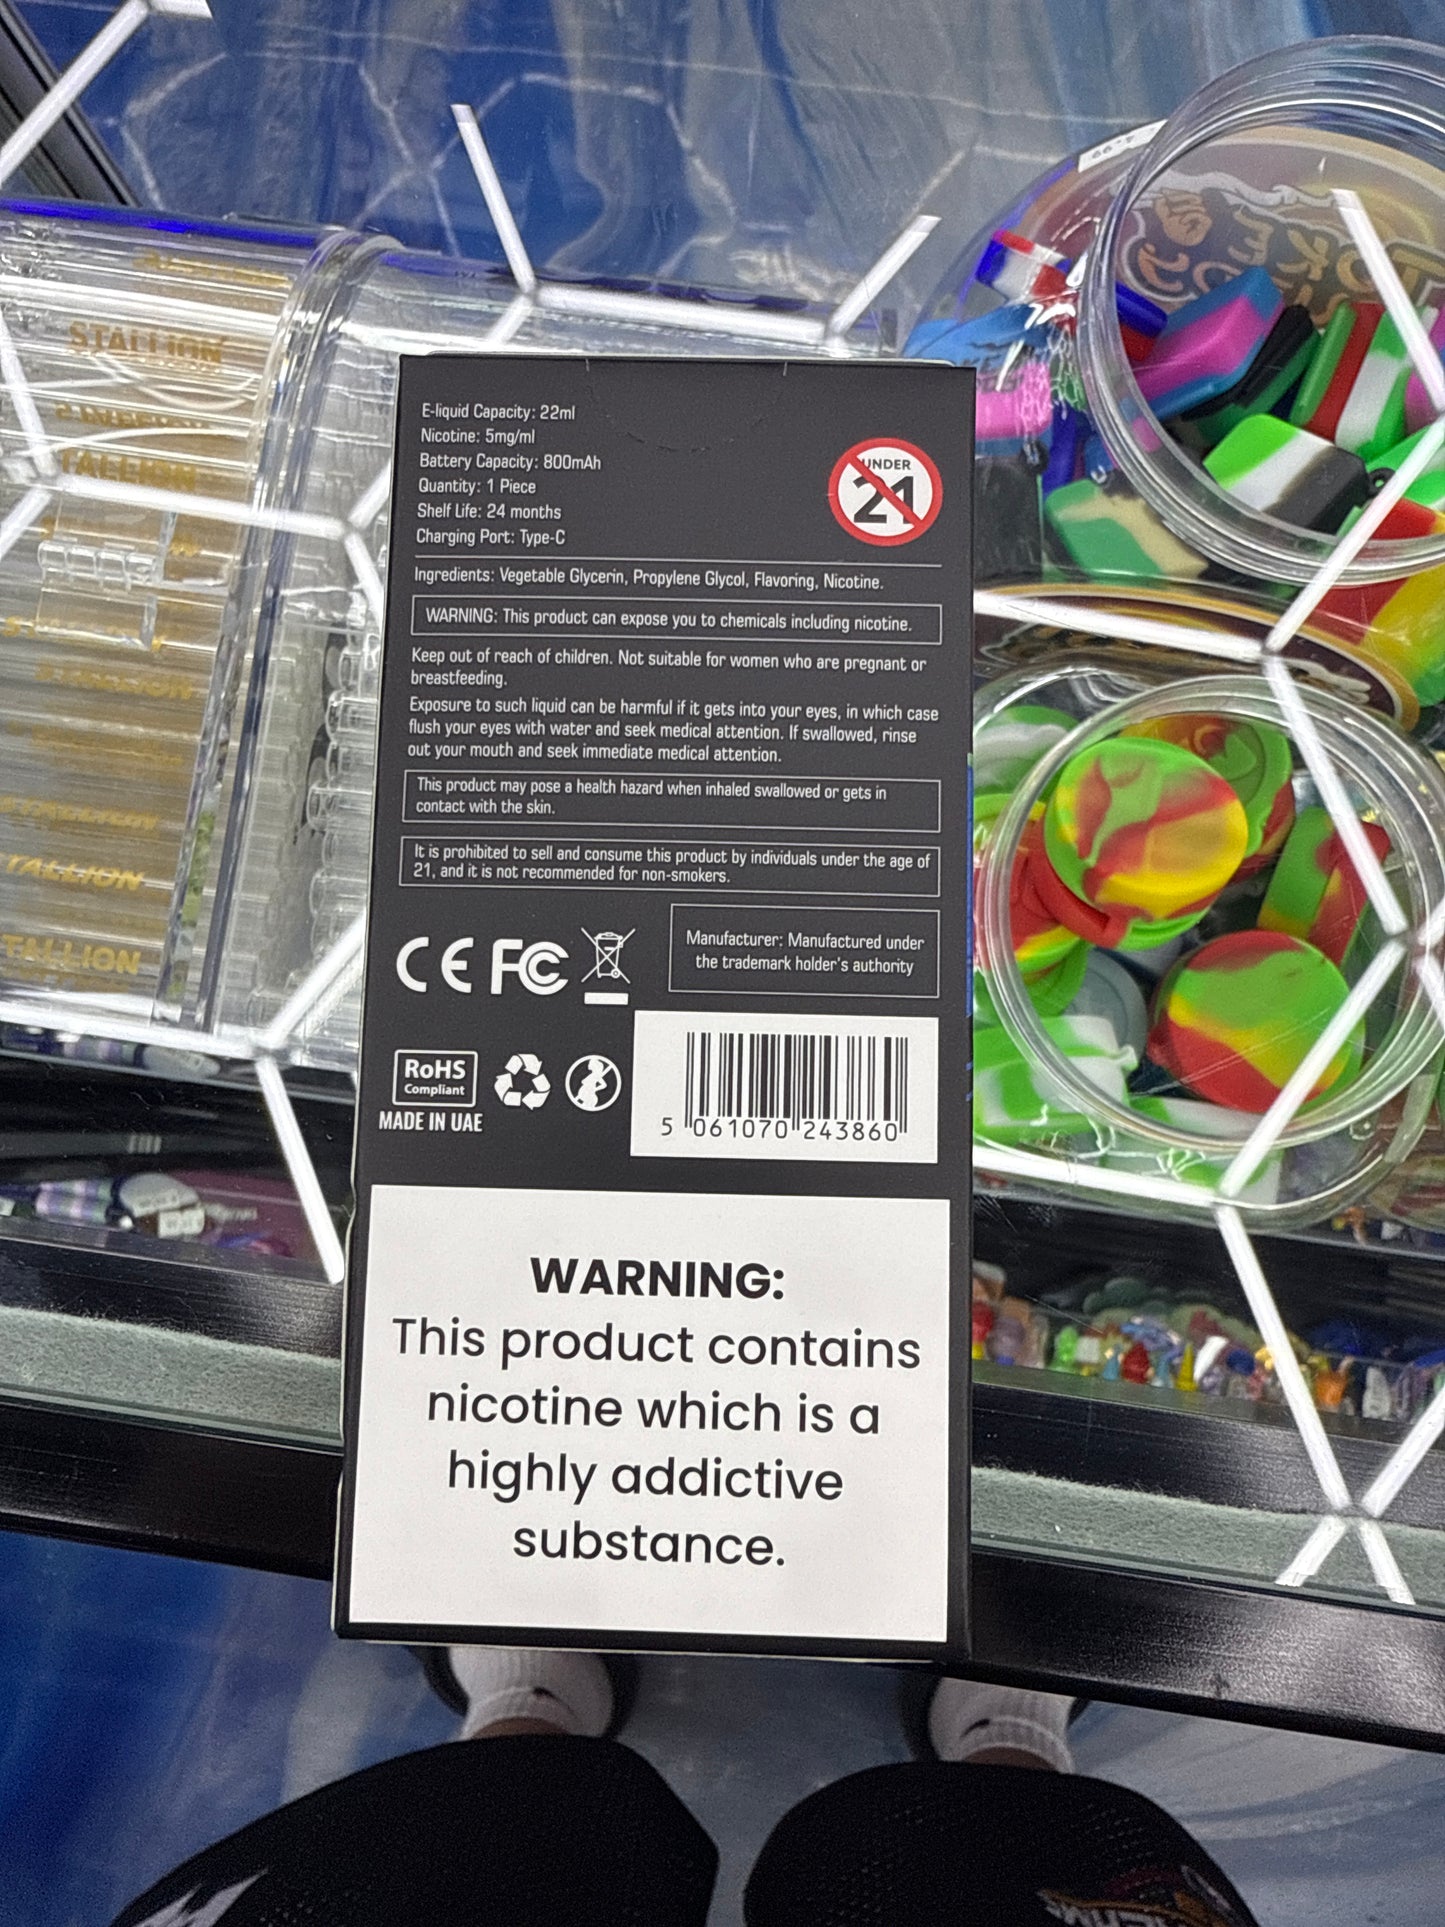 E-liquid Capacity: 22ml
Nicotine: 5mg/ml
Battery Capacity: 800mAh
Quantity: 1 Piece
Shelf Life: 24 months
Charging Port: Type-C
UNDER
21
Ingredients: Vegetable Glycerin, Propylene Glycol, Flavoring, Nicotine.
WARNING: This product can expose you to chemicals including nicotine.
Keep out of reach of children. Not suitable for women who are pregnant or
breastfeeding.
Exposure to such liquid can be harmful if it gets into your eyes, in which case
flush your eyes with water and seek medical attention. If swallowed, rinse
out your mouth and seek immediate medical attention.
This product may pose a health hazard when inhaled swallowed or gets in
contact with the skin.
It is prohibited to sell and consume this product by individuals under the age of
21, and it is not recommended for non-smokers.
CE FC
Manufacturer: Manufactured under
the trademark holder's authority
RoHS
Compliant
MADE IN UAE
5 061070 243860
WARNING:
This product contains
nicotine which is a
highly addictive
substance.
STALLION
TALLION
TALLION
TALLION